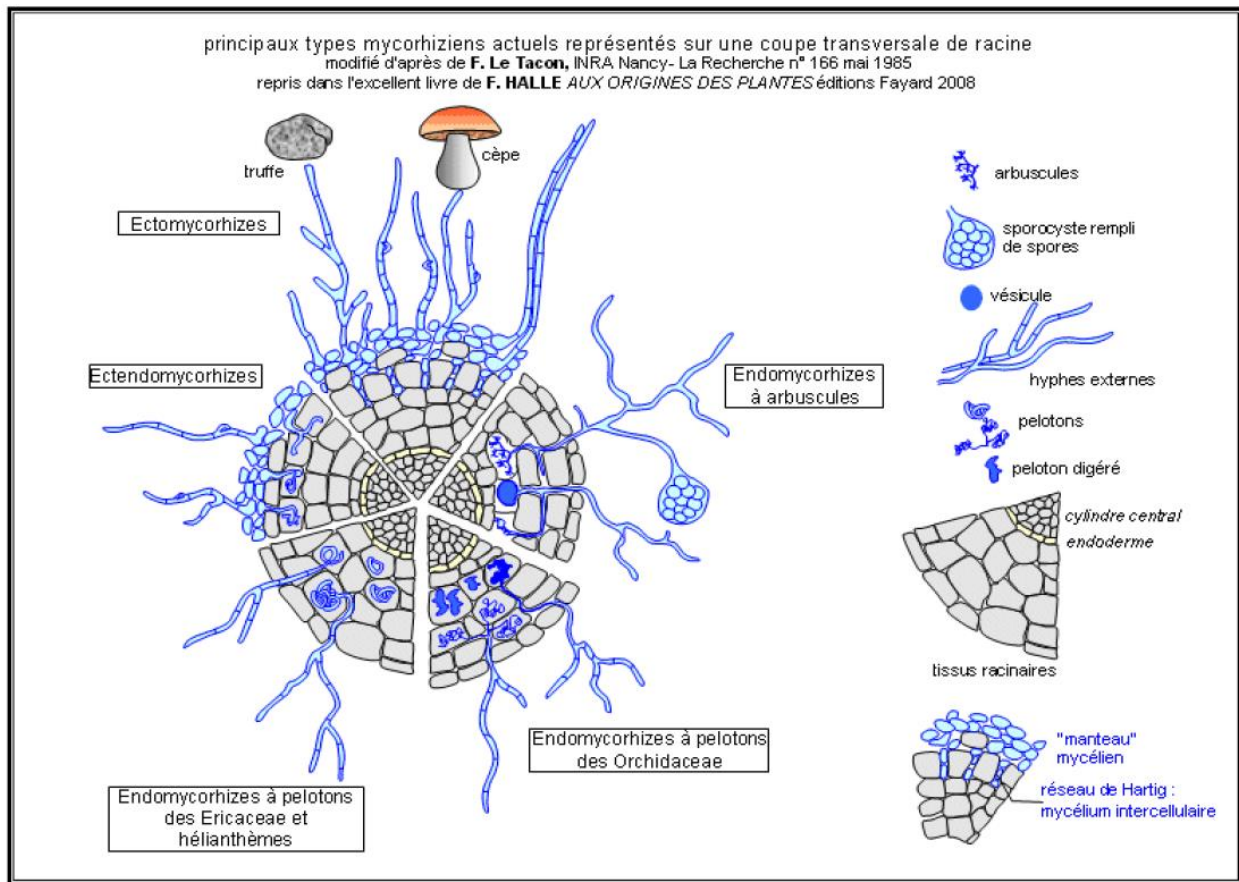 principaux types mycorhiziens actuels représentés sur une coupe transversale de racine
modifié d'après de F. Le Tacon, INRA Nancy- La Recherche n° 166 mai 1985
repris dans l'excellent livre de F. HALLE AUX ORIGINES DES PLANTES éditions Fayard 2008
truffe
cèpe
Ectomycorhizes
Ectendomycorhizes
Endomycorhizes
à arbuscules
Endomycorhizes à pelotons
des Orchidaceae
Endomycorhizes à pelotons
des Ericaceae et
hélianthèmes
arbuscules
sporocyste rempli
de spores
vésicule
hyphes externes
pelotons
peloton digéré
cylindre central
endoderme
tissus racinaires
"manteau"
mycélien
réseau de Hartig :
mycélium intercellulaire